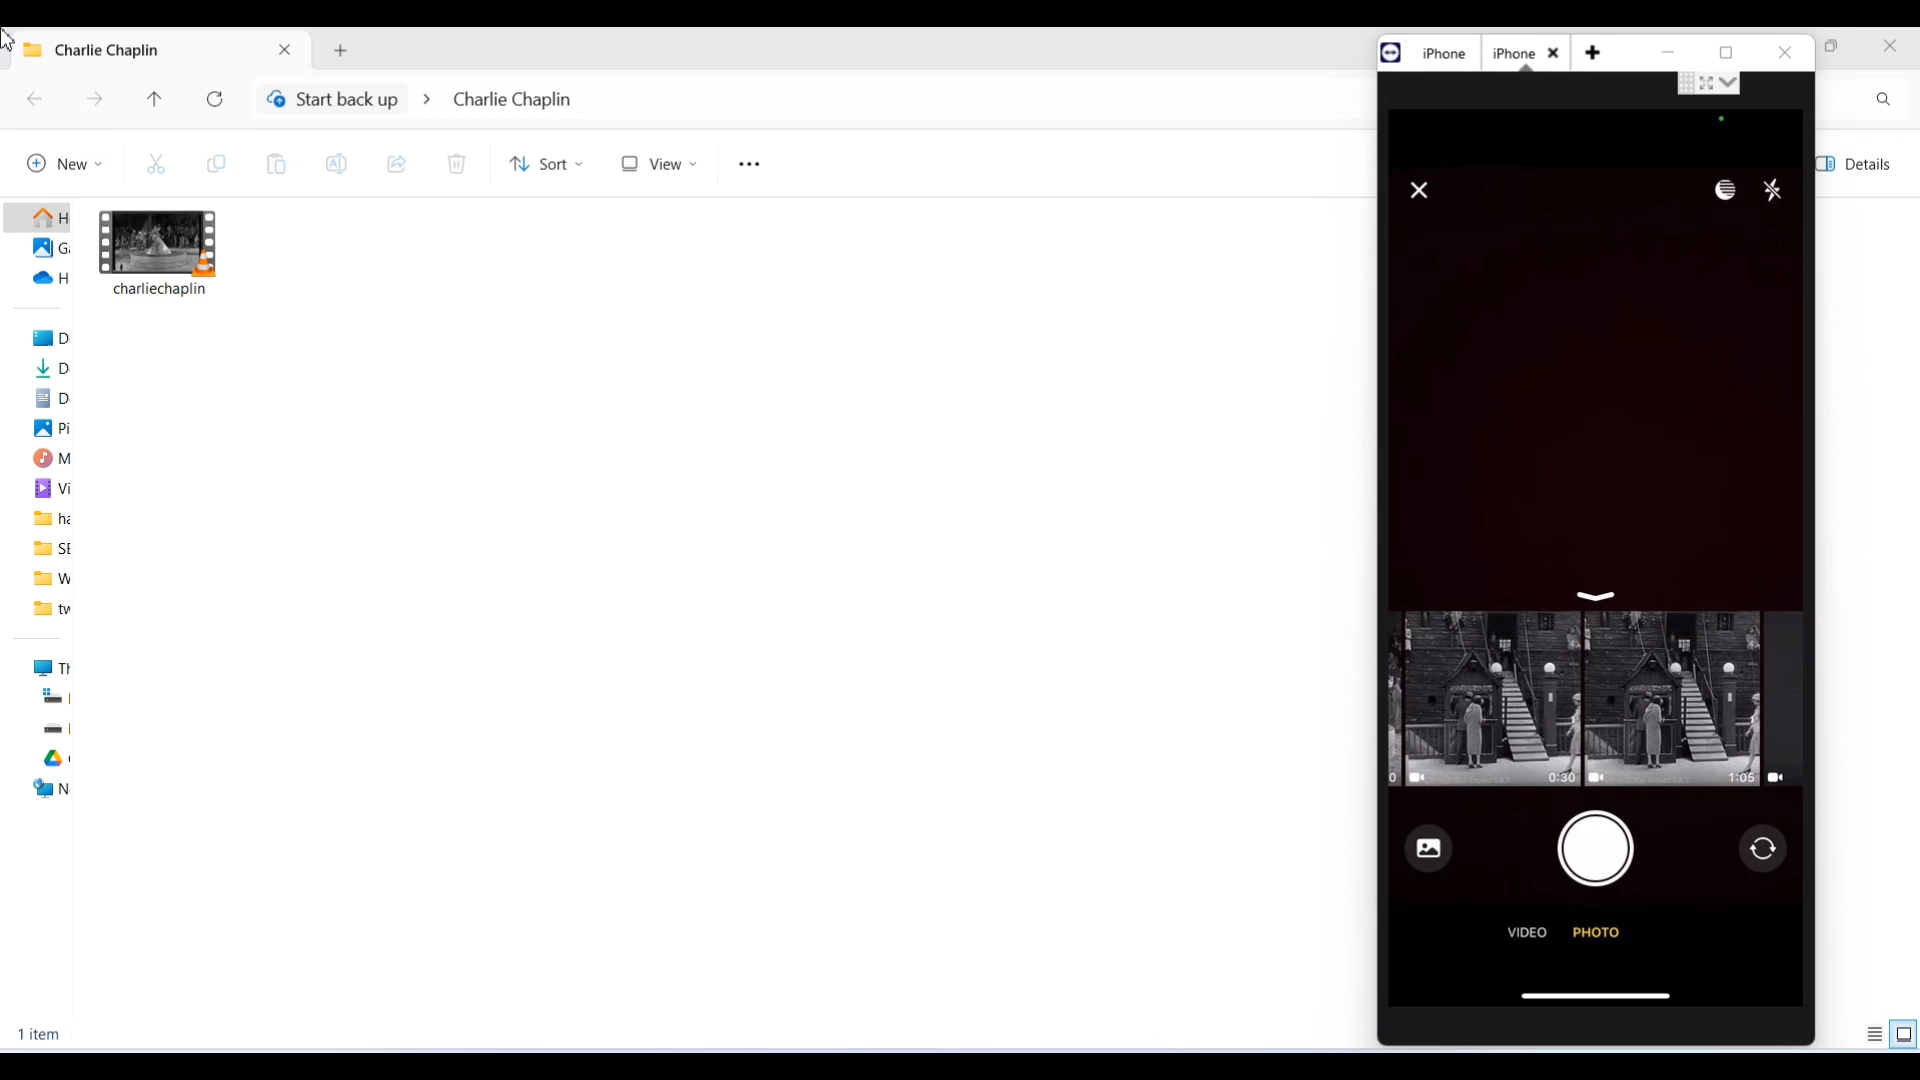 Charlie Chaplin
iPhone
iPhone
Start back up > Charlie Chaplin
New
Sort
View
Details
charliechaplin
0
0:30
1:05
VIDEO
PHOTO
1 item